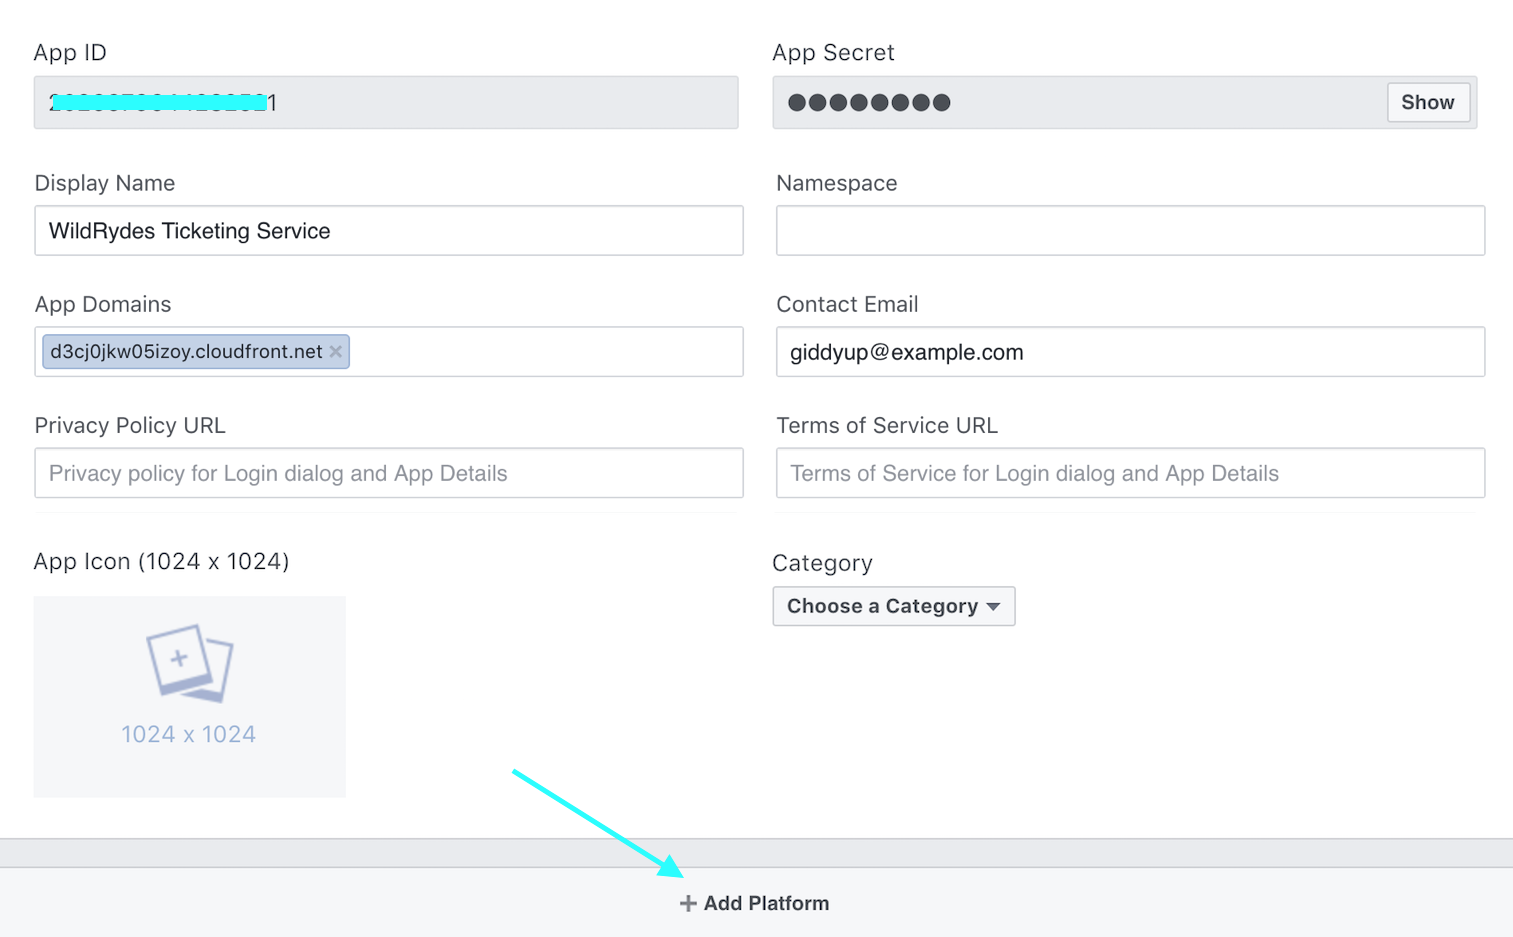 App ID
App Secret
Show
Display Name
Namespace
WildRydes Ticketing Service
App Domains
Contact Email
d3cj0jkw05izoy.cloudfront.net
giddyup@example.com
Privacy Policy URL
Terms of Service URL
Privacy policy for Login dialog and App Details
Terms of Service for Login dialog and App Details
App Icon (1024 x 1024)
Category
Choose a Category
1024 x 1024
Add Platform